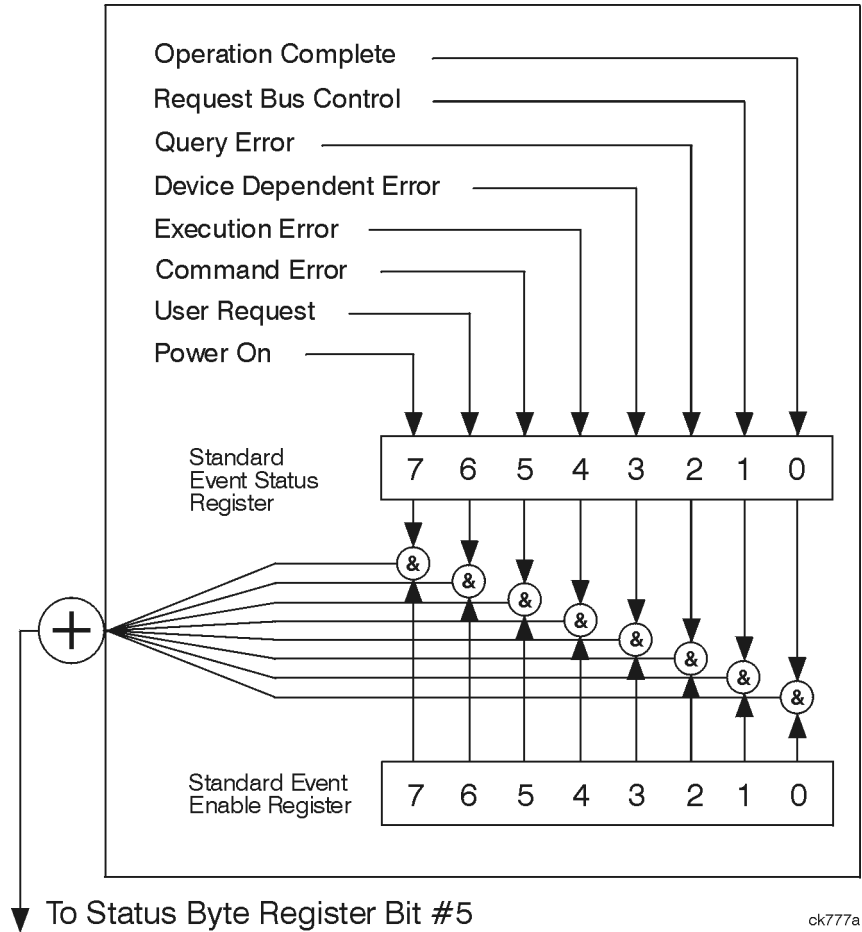 Operation Complete
Request Bus Control
Query Error
Device Dependent Error
Execution Error
Command Error
User Request
Power On
Standard
Event Status
Register
7 6 5 4 3 2 1 0
&
&
&
&
&
&
&
&
+
Standard Event
Enable Register
7 6 5 4 3 2 1 0
To Status Byte Register Bit #5
ck777a